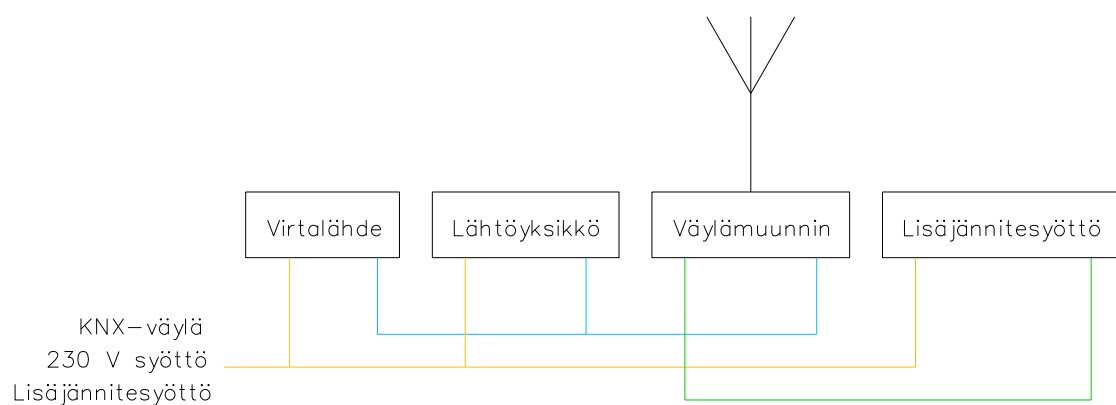 Virtalähde
Lähtöyksikkö
Väylämuunnin
Lisäjännitesyöttö
KNX-väylä
230 V syöttö
Lisäjännitesyöttö